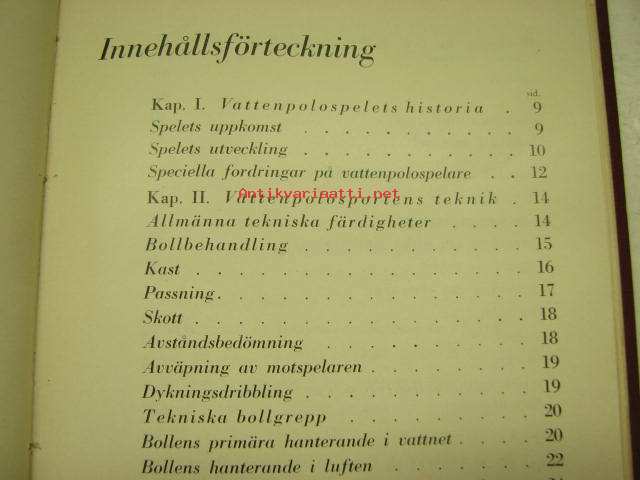 Innehållsförteckning
sid.
Kap. I. Vattenpolospelets historia . 9
Spelets uppkomst . . . . . . . . . . 9
Spelets utveckling . . . . . . . . . . 10
Speciella fordringar på vattenpolospelare . . 12
Kap. II. Vattenpolosportens teknik . 14
Antikvariaatti.net
Allmänna tekniska färdigheter . . . . 14
Bollbehandling . . . . . . . . . . . 15
Kast . . . . . . . . . . . . . . . 16
Passning . . . . . . . . . . . . . . 17
Skott . . . . . . . . . . . . . . . 18
Avståndsbedömning . . . . . . . . . 18
Avväpning av motspelaren . . . . . . . 19
Dykningsdribbling . . . . . . . . . . 19
Tekniska bollgrepp . . . . . . . . . 20
Bollens primära hanterande i vattnet . . . . 20
Bollens hanterande i luften . . . . . . . 22